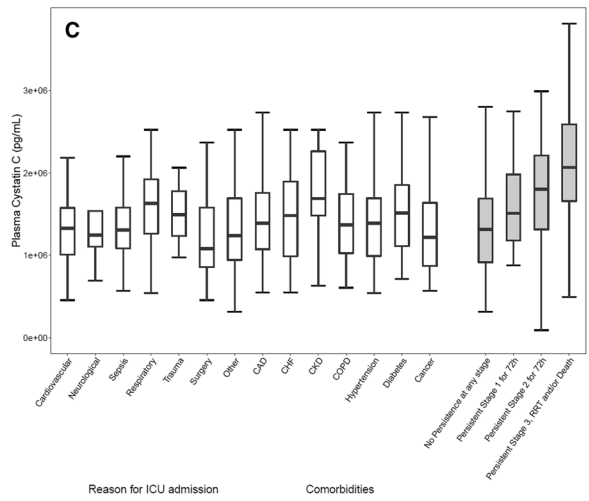 C
Plasma Cystatin C (pg/mL)
3e+06
2e+06
1e+06
0e+00
Cardiovascular
Neurological
Sepsis
Respiratory
Trauma
Surgery
Other
CAD
CHF
CKD
COPD
Hypertension
Diabetes
Cancer
No Persistence at any stage
Persistent Stage 1 for 72h
Persistent Stage 2 for 72h
Persistent Stage 3, RRT and/or Death
Reason for ICU admission
Comorbidities